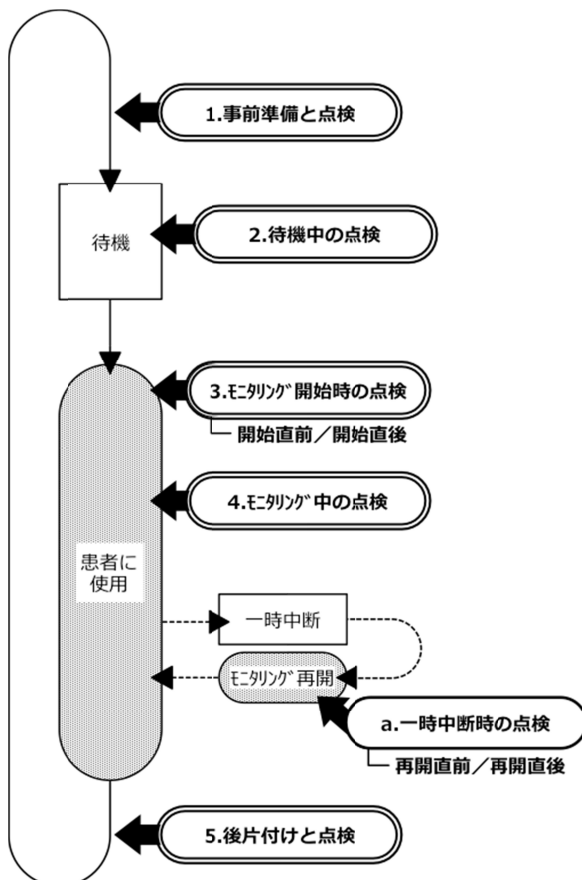 1.事前準備と点検
待機
2.待機中の点検
3.ﾓﾆﾀﾘﾝｸﾞ開始時の点検
開始直前／開始直後
4.ﾓﾆﾀﾘﾝｸﾞ中の点検
患者に
使用
一時中断
ﾓﾆﾀﾘﾝｸﾞ再開
a.一時中断時の点検
再開直前／再開直後
5.後片付けと点検